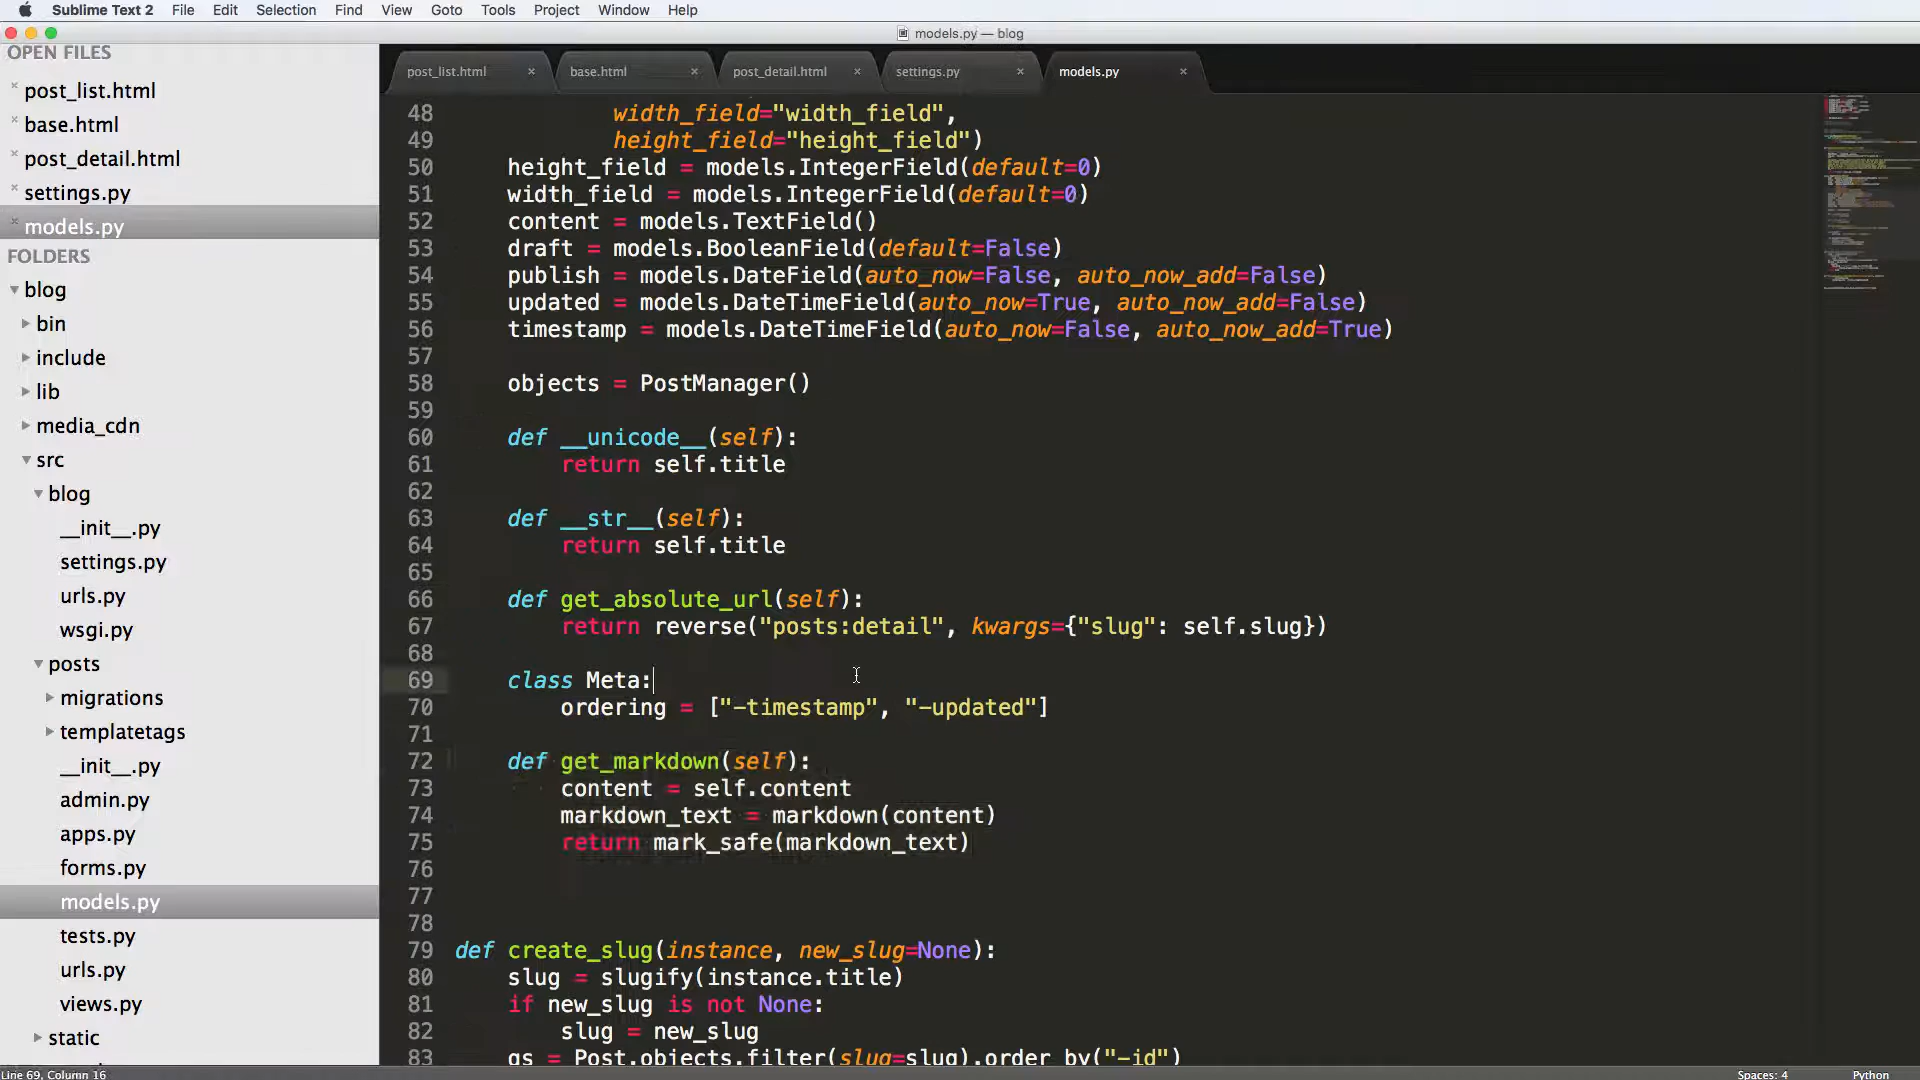 Sublime Text 2 File Edit Selection Find View Goto Tools Project Window Help
models.py — blog
OPEN FILES
post_list.html
base.html
post_detail.html
settings.py
models.py
FOLDERS
blog
bin
include
lib
media_cdn
src
blog
__init__.py
settings.py
urls.py
wsgi.py
posts
migrations
templatetags
__init__.py
admin.py
apps.py
forms.py
models.py
tests.py
urls.py
views.py
static
post_list.html × base.html × post_detail.html × settings.py × models.py ×
48 width_field="width_field",
49 height_field="height_field")
50 height_field = models.IntegerField(default=0)
51 width_field = models.IntegerField(default=0)
52 content = models.TextField()
53 draft = models.BooleanField(default=False)
54 publish = models.DateField(auto_now=False, auto_now_add=False)
55 updated = models.DateTimeField(auto_now=True, auto_now_add=False)
56 timestamp = models.DateTimeField(auto_now=False, auto_now_add=True)
57
58 objects = PostManager()
59
60 def __unicode__(self):
61 return self.title
62
63 def __str__(self):
64 return self.title
65
66 def get_absolute_url(self):
67 return reverse("posts:detail", kwargs={"slug": self.slug})
68
69 class Meta:
70 ordering = ["-timestamp", "-updated"]
71
72 def get_markdown(self):
73 content = self.content
74 markdown_text = markdown(content)
75 return mark_safe(markdown_text)
76
77
78
79 def create_slug(instance, new_slug=None):
80 slug = slugify(instance.title)
81 if new_slug is not None:
82 slug = new_slug
83 qs = Post.objects.filter(slug=slug).order_by("-id")
Line 69, Column 16 Spaces: 4 Python